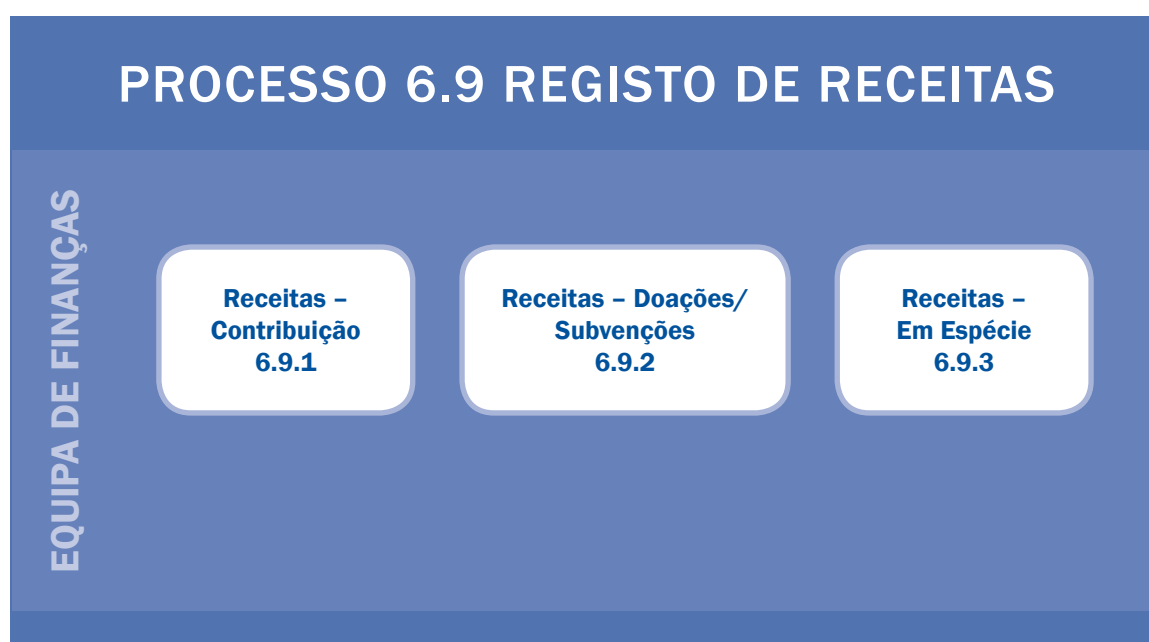 PROCESSO 6.9 REGISTO DE RECEITAS
EQUIPA DE FINANÇAS
Receitas –
Contribuição
6.9.1
Receitas – Doações/
Subvenções
6.9.2
Receitas –
Em Espécie
6.9.3